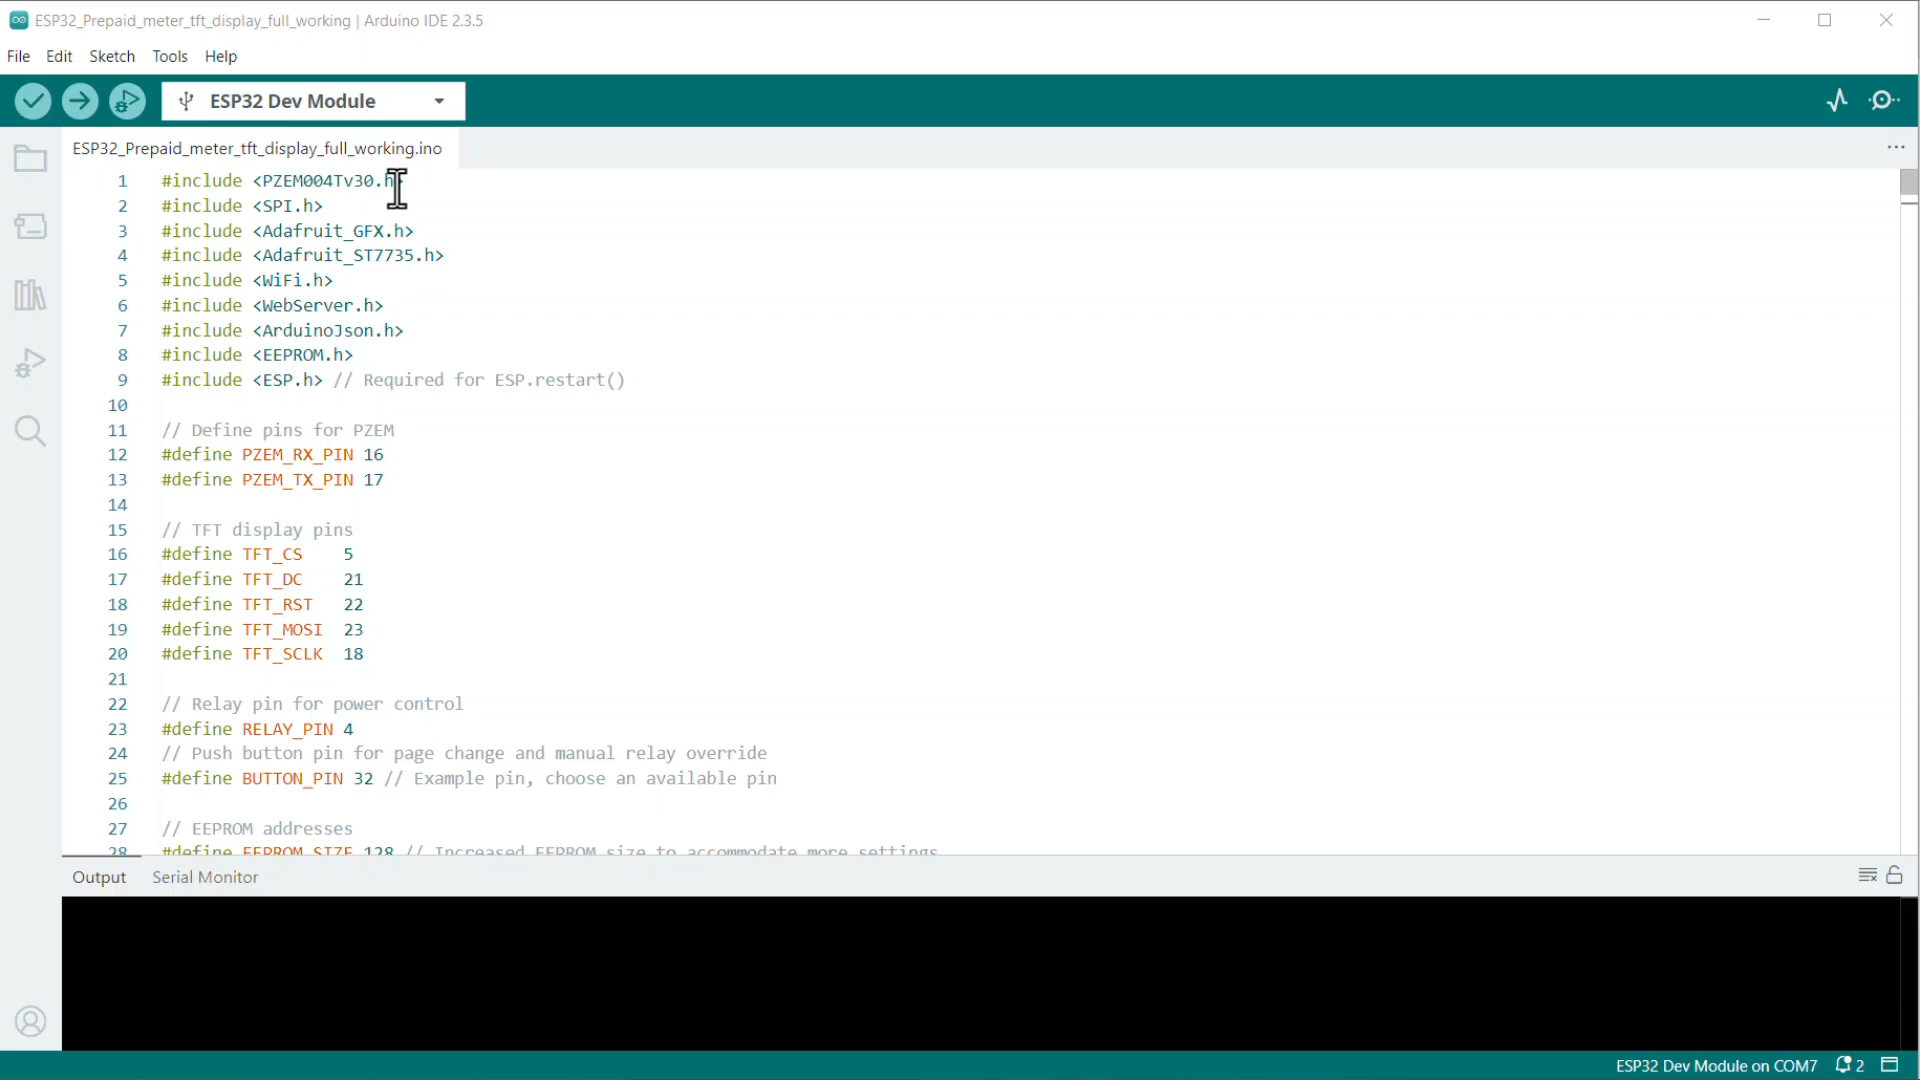 ESP32_Prepaid_meter_tft_display_full_working | Arduino IDE 2.3.5
File Edit Sketch Tools Help
ESP32 Dev Module
ESP32_Prepaid_meter_tft_display_full_working.ino
1 #include <PZEM004Tv30.h>
2 #include <SPI.h>
3 #include <Adafruit_GFX.h>
4 #include <Adafruit_ST7735.h>
5 #include <WiFi.h>
6 #include <WebServer.h>
7 #include <ArduinoJson.h>
8 #include <EEPROM.h>
9 #include <ESP.h> // Required for ESP.restart()
10
11 // Define pins for PZEM
12 #define PZEM_RX_PIN 16
13 #define PZEM_TX_PIN 17
14
15 // TFT display pins
16 #define TFT_CS 5
17 #define TFT_DC 21
18 #define TFT_RST 22
19 #define TFT_MOSI 23
20 #define TFT_SCLK 18
21
22 // Relay pin for power control
23 #define RELAY_PIN 4
24 // Push button pin for page change and manual relay override
25 #define BUTTON_PIN 32 // Example pin, choose an available pin
26
27 // EEPROM addresses
28 #define EEPROM_SIZE 128 // Increased EEPROM size to accommodate more settings
Output Serial Monitor
ESP32 Dev Module on COM7 2